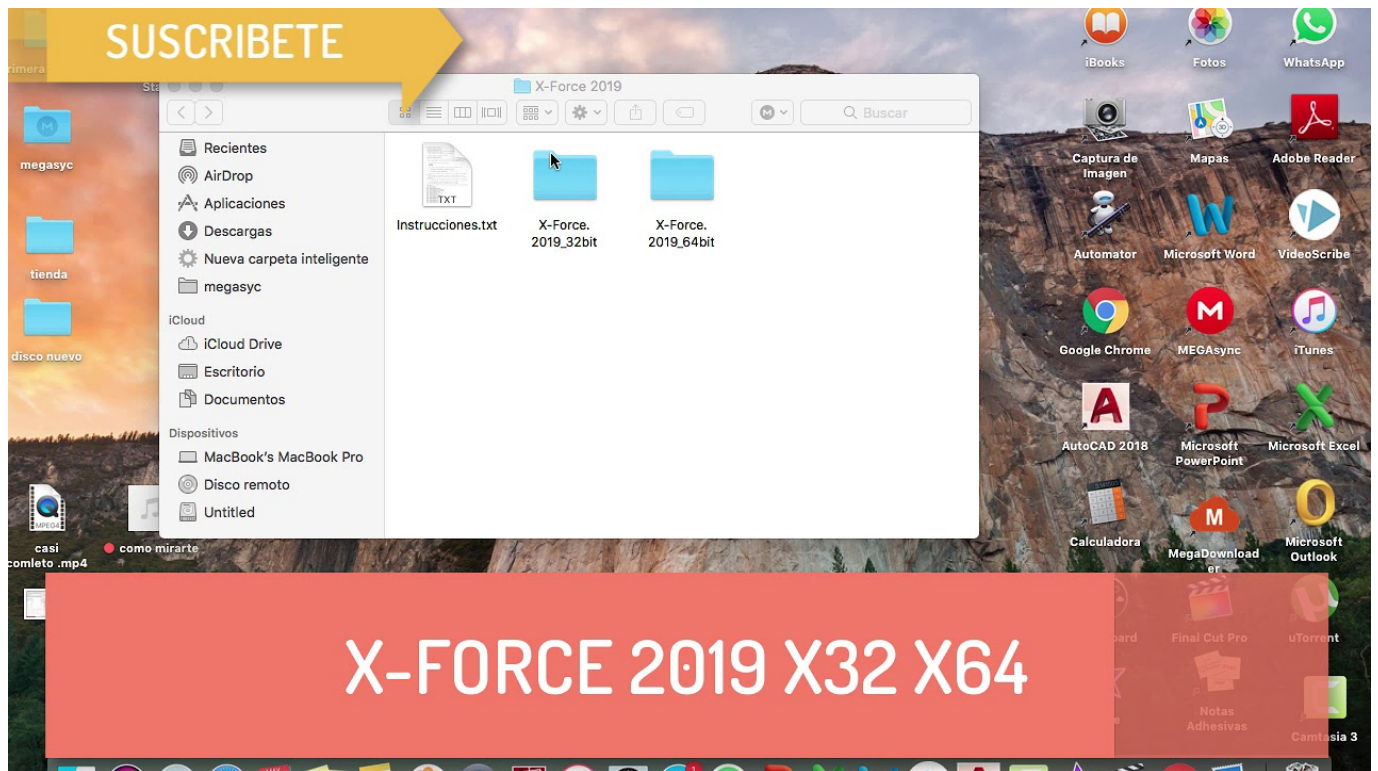 SUSCRIBETE
X-Force 2019
Buscar
iBooks
Fotos
WhatsApp
megasyc
tienda
disco nuevo
Recientes
AirDrop
Aplicaciones
Descargas
Nueva carpeta inteligente
megasyc
iCloud
iCloud Drive
Escritorio
Documentos
Dispositivos
MacBook's MacBook Pro
Disco remoto
Untitled
TXT
Instrucciones.txt
X-Force.
2019_32bit
X-Force.
2019_64bit
Captura de
Imagen
Mapas
Adobe Reader
Automator
Microsoft Word
VideoScribe
Google Chrome
MEGAsync
iTunes
AutoCAD 2018
Microsoft
PowerPoint
Microsoft Excel
Calculadora
MegaDownload
er
Microsoft
Outlook
MPEG4
casi
comleto .mp4
como mirarte
Final Cut Pro
uTorrent
Notas
Adhesivas
Camtasia 3
X-FORCE 2019 X32 X64